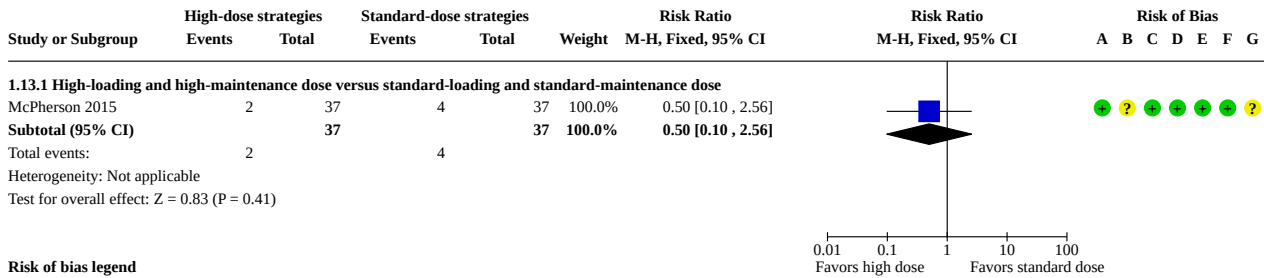 High-dose strategies Standard-dose strategies Risk Ratio Risk Ratio Risk of Bias
Study or Subgroup Events Total Events Total Weight M-H, Fixed, 95% CI M-H, Fixed, 95% CI A B C D E F G
1.13.1 High-loading and high-maintenance dose versus standard-loading and standard-maintenance dose
McPherson 2015 2 37 4 37 100.0% 0.50 [0.10 , 2.56] + ? + + + + ?
Subtotal (95% CI) 37 37 100.0% 0.50 [0.10 , 2.56]
Total events: 2 4
Heterogeneity: Not applicable
Test for overall effect: Z = 0.83 (P = 0.41)
0.01 0.1 1 10 100
Risk of bias legend Favors high dose Favors standard dose